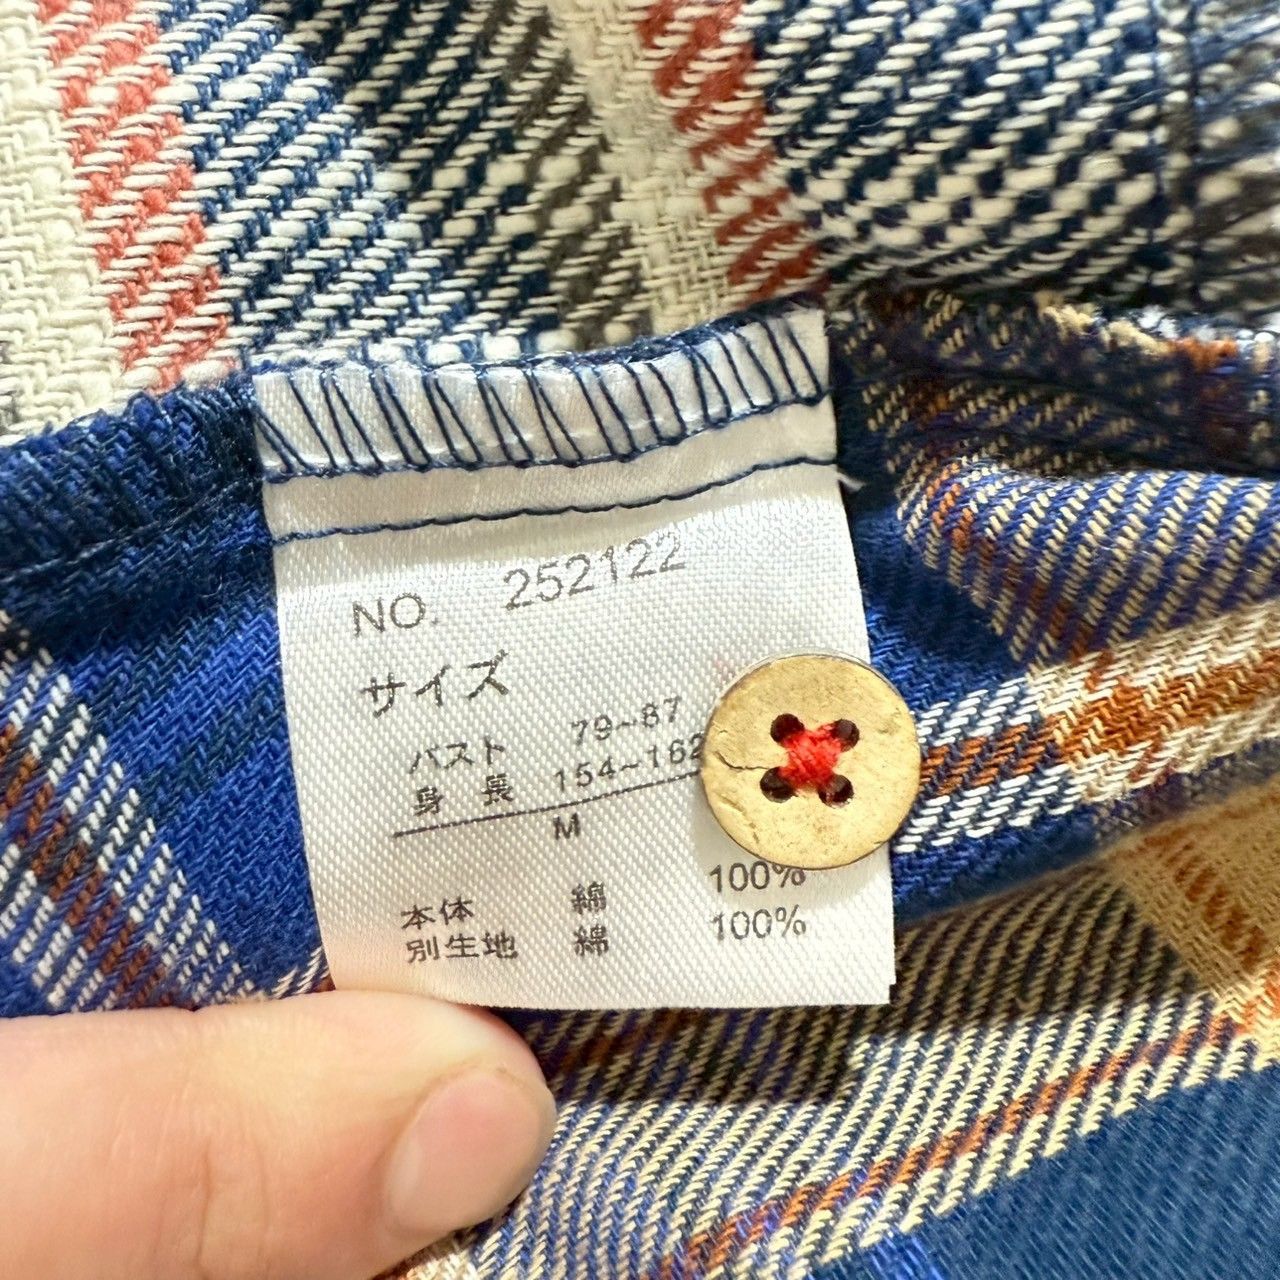 NO. 252122
サイズ
バスト 79~87
身長 154~162
M
本体 綿 100%
別生地 綿 100%